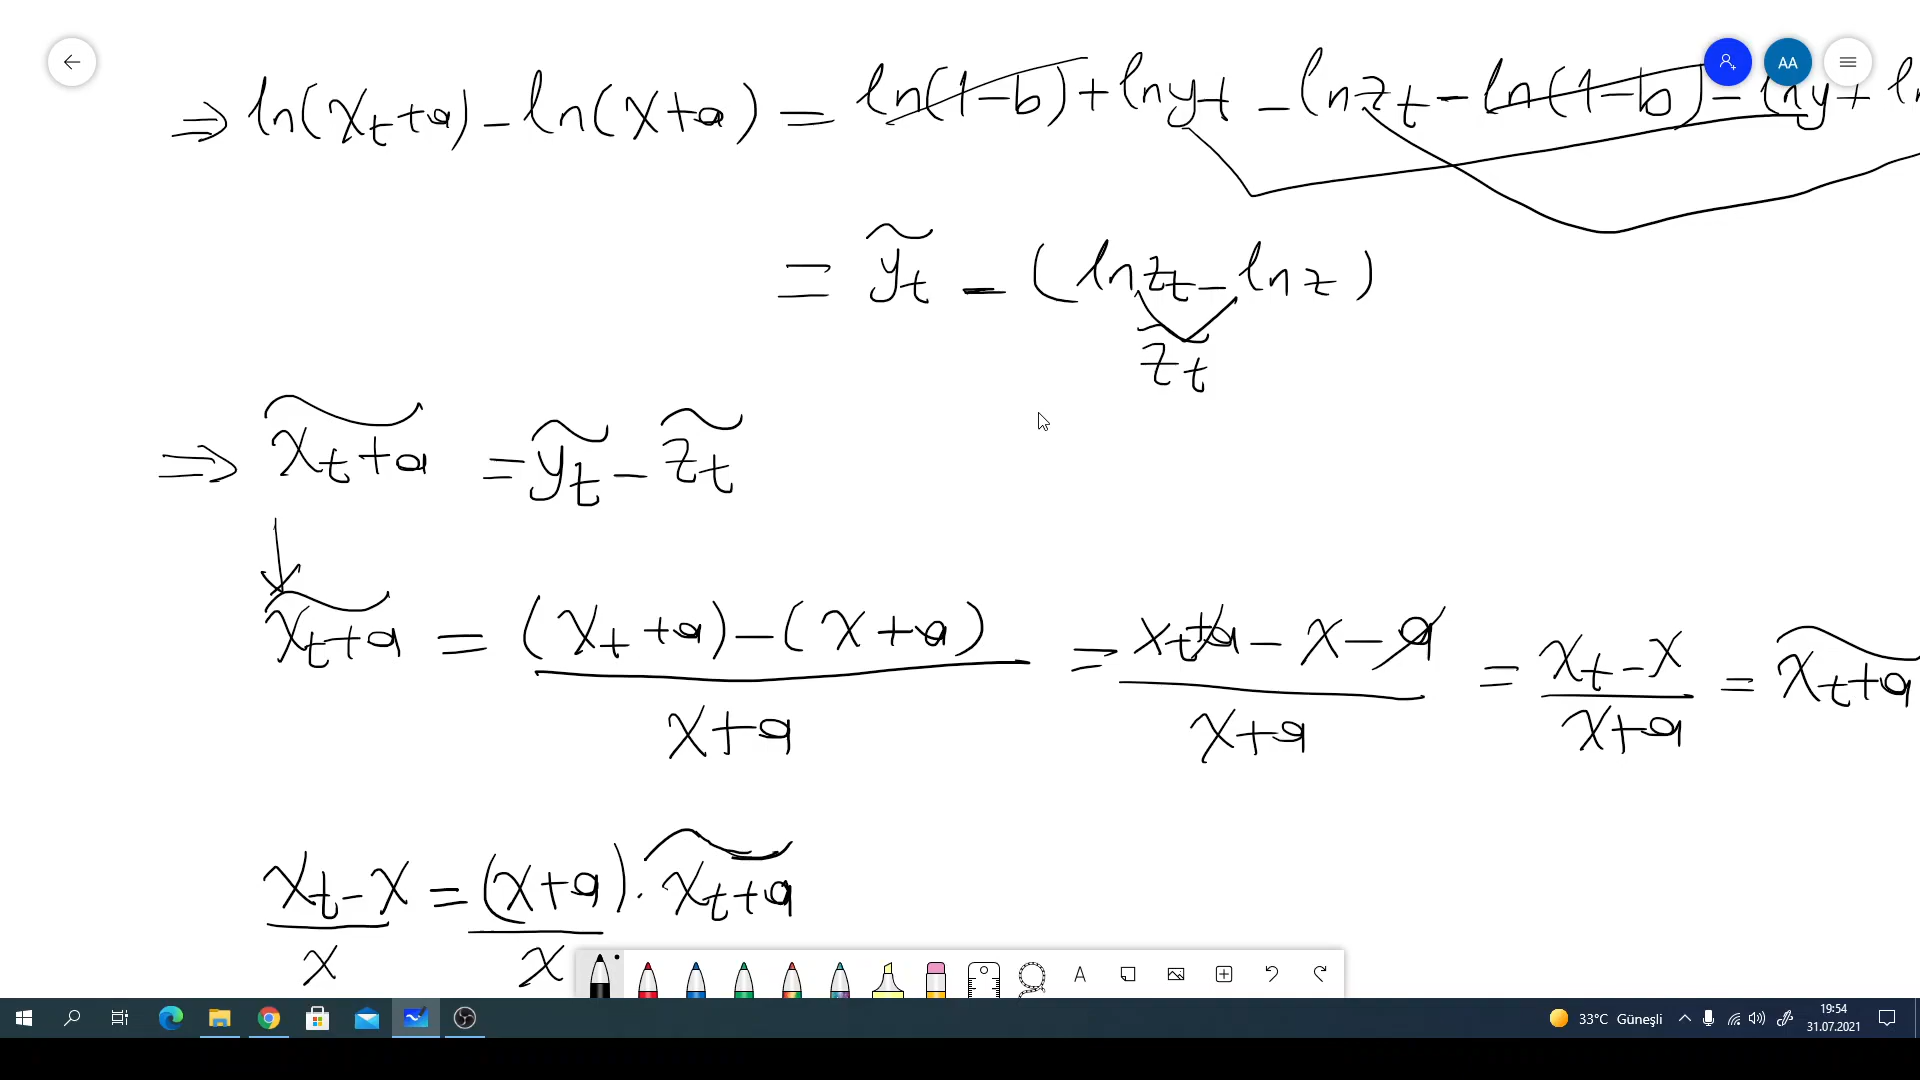 AA
⇒ ln(x_t+a) - ln(x+a) = ln(1-b) + ln y_t - ln z_t - ln(1-b) - ln y + l
= ỹ_t - (ln z_t - ln z)
z̃_t
⇒ x̃_t+a = ỹ_t - z̃_t
↓
x̃_t+a = ((x_t+a)-(x+a))/(x+a) = (x_t+a-x-a)/(x+a) = (x_t-x)/(x+a) = x̃_t+a
(x_t-x)/x = (x+a)/x · x̃_t+a
A
33°C Güneşli
19:54
31.07.2021